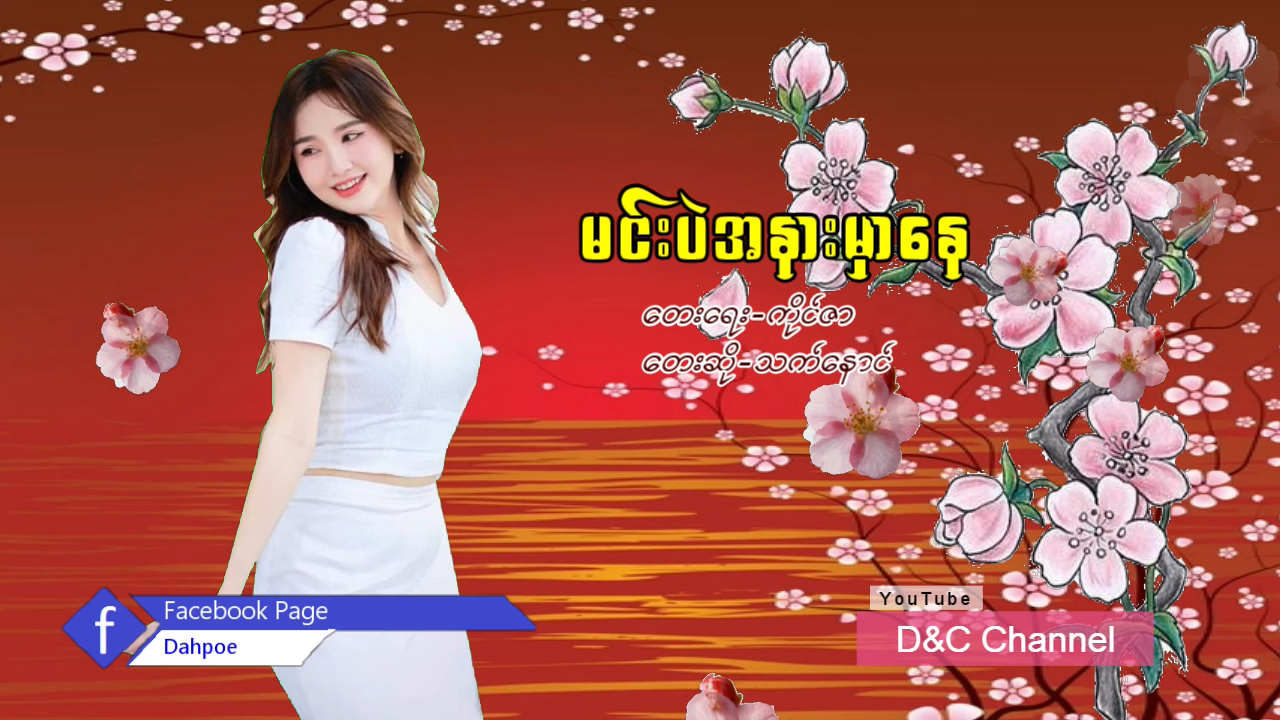 မင်းပဲအနားမှာနေ
တေးရေး-ကိုင်ဇာ
တေးဆို-သက်နောင်
f
Facebook Page
Dahpoe
YouTube
D&C Channel